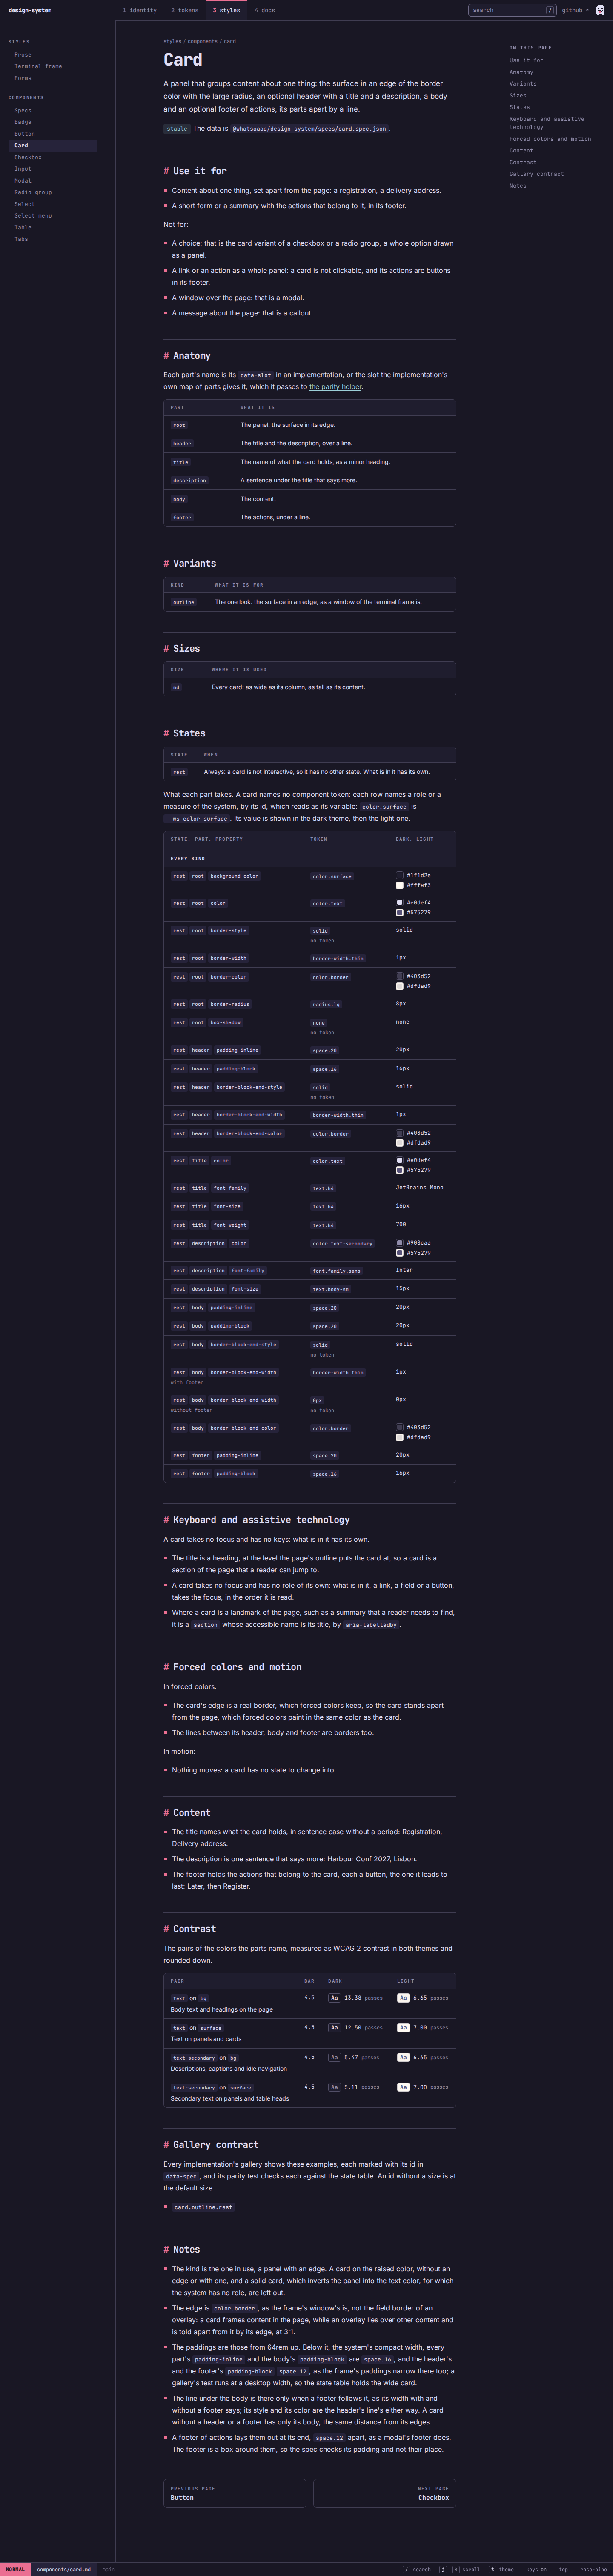 design-system
1 identity
2 tokens
3 styles
4 docs
search /
github ↗
STYLES
Prose
Terminal frame
Forms
COMPONENTS
Specs
Badge
Button
Card
Checkbox
Input
Modal
Radio group
Select
Select menu
Table
Tabs
styles / components / card
Card
A panel that groups content about one thing: the surface in an edge of the border
color with the large radius, an optional header with a title and a description, a body
and an optional footer of actions, its parts apart by a line.
stable The data is @whatsaaaa/design-system/specs/card.spec.json.
# Use it for
Content about one thing, set apart from the page: a registration, a delivery address.
A short form or a summary with the actions that belong to it, in its footer.
Not for:
A choice: that is the card variant of a checkbox or a radio group, a whole option drawn
as a panel.
A link or an action as a whole panel: a card is not clickable, and its actions are buttons
in its footer.
A window over the page: that is a modal.
A message about the page: that is a callout.
# Anatomy
Each part's name is its data-slot in an implementation, or the slot the implementation's
own map of parts gives it, which it passes to the parity helper.
PART WHAT IT IS
root The panel: the surface in its edge.
header The title and the description, over a line.
title The name of what the card holds, as a minor heading.
description A sentence under the title that says more.
body The content.
footer The actions, under a line.
# Variants
KIND WHAT IT IS FOR
outline The one look: the surface in an edge, as a window of the terminal frame is.
# Sizes
SIZE WHERE IT IS USED
md Every card: as wide as its column, as tall as its content.
# States
STATE WHEN
rest Always: a card is not interactive, so it has no other state. What is in it has its own.
What each part takes. A card names no component token: each row names a role or a
measure of the system, by its id, which reads as its variable: color.surface is
--ws-color-surface. Its value is shown in the dark theme, then the light one.
STATE, PART, PROPERTY TOKEN DARK, LIGHT
EVERY KIND
rest root background-color color.surface #1f1d2e
#fffaf3
rest root color color.text #e0def4
#575279
rest root border-style solid solid
no token
rest root border-width border-width.thin 1px
rest root border-color color.border #403d52
#dfdad9
rest root border-radius radius.lg 8px
rest root box-shadow none none
no token
rest header padding-inline space.20 20px
rest header padding-block space.16 16px
rest header border-block-end-style solid solid
no token
rest header border-block-end-width border-width.thin 1px
rest header border-block-end-color color.border #403d52
#dfdad9
rest title color color.text #e0def4
#575279
rest title font-family text.h4 JetBrains Mono
rest title font-size text.h4 16px
rest title font-weight text.h4 700
rest description color color.text-secondary #908caa
#575279
rest description font-family font.family.sans Inter
rest description font-size text.body-sm 15px
rest body padding-inline space.20 20px
rest body padding-block space.20 20px
rest body border-block-end-style solid solid
no token
rest body border-block-end-width border-width.thin 1px
with footer
rest body border-block-end-width 0px 0px
without footer no token
rest body border-block-end-color color.border #403d52
#dfdad9
rest footer padding-inline space.20 20px
rest footer padding-block space.16 16px
# Keyboard and assistive technology
A card takes no focus and has no keys: what is in it has its own.
The title is a heading, at the level the page's outline puts the card at, so a card is a
section of the page that a reader can jump to.
A card takes no focus and has no role of its own: what is in it, a link, a field or a button,
takes the focus, in the order it is read.
Where a card is a landmark of the page, such as a summary that a reader needs to find,
it is a section whose accessible name is its title, by aria-labelledby.
# Forced colors and motion
In forced colors:
The card's edge is a real border, which forced colors keep, so the card stands apart
from the page, which forced colors paint in the same color as the card.
The lines between its header, body and footer are borders too.
In motion:
Nothing moves: a card has no state to change into.
# Content
The title names what the card holds, in sentence case without a period: Registration,
Delivery address.
The description is one sentence that says more: Harbour Conf 2027, Lisbon.
The footer holds the actions that belong to the card, each a button, the one it leads to
last: Later, then Register.
# Contrast
The pairs of the colors the parts name, measured as WCAG 2 contrast in both themes and
rounded down.
PAIR BAR DARK LIGHT
text on bg 4.5 Aa 13.38 passes Aa 6.65 passes
Body text and headings on the page
text on surface 4.5 Aa 12.50 passes Aa 7.00 passes
Text on panels and cards
text-secondary on bg 4.5 Aa 5.47 passes Aa 6.65 passes
Descriptions, captions and idle navigation
text-secondary on surface 4.5 Aa 5.11 passes Aa 7.00 passes
Secondary text on panels and table heads
# Gallery contract
Every implementation's gallery shows these examples, each marked with its id in
data-spec, and its parity test checks each against the state table. An id without a size is at
the default size.
card.outline.rest
# Notes
The kind is the one in use, a panel with an edge. A card on the raised color, without an
edge or with one, and a solid card, which inverts the panel into the text color, for which
the system has no role, are left out.
The edge is color.border, as the frame's window's is, not the field border of an
overlay: a card frames content in the page, while an overlay lies over other content and
is told apart from it by its edge, at 3:1.
The paddings are those from 64rem up. Below it, the system's compact width, every
part's padding-inline and the body's padding-block are space.16, and the header's
and the footer's padding-block space.12, as the frame's paddings narrow there too; a
gallery's test runs at a desktop width, so the state table holds the wide card.
The line under the body is there only when a footer follows it, as its width with and
without a footer says; its style and its color are the header's line's either way. A card
without a header or a footer has only its body, the same distance from its edges.
A footer of actions lays them out at its end, space.12 apart, as a modal's footer does.
The footer is a box around them, so the spec checks its padding and not their place.
PREVIOUS PAGE
Button
NEXT PAGE
Checkbox
ON THIS PAGE
Use it for
Anatomy
Variants
Sizes
States
Keyboard and assistive
technology
Forced colors and motion
Content
Contrast
Gallery contract
Notes
NORMAL components/card.md main
/ search j k scroll t theme keys on top rose-pine